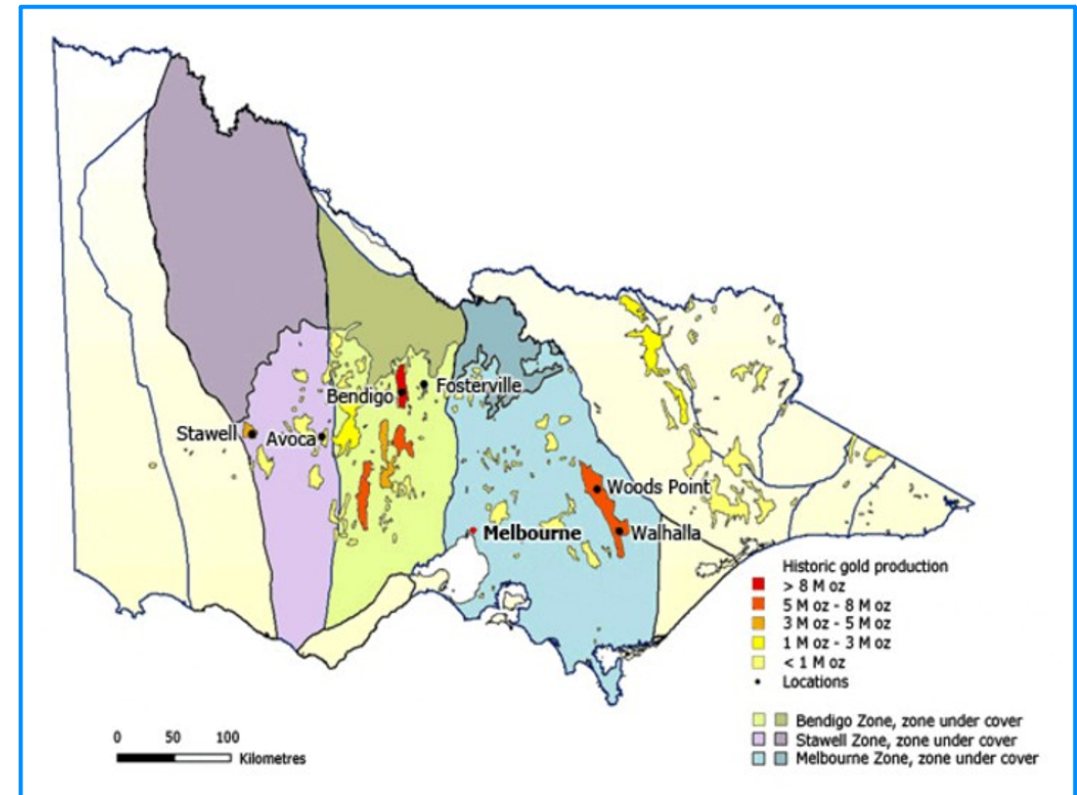 Bendigo
Fosterville
Stawell
Avoca
Woods Point
Melbourne
Walhalla
Historic gold production
> 8 M oz
5 M oz - 8 M oz
3 M oz - 5 M oz
1 M oz - 3 M oz
< 1 M oz
Locations
Bendigo Zone, zone under cover
Stawell Zone, zone under cover
Melbourne Zone, zone under cover
0 50 100
Kilometres